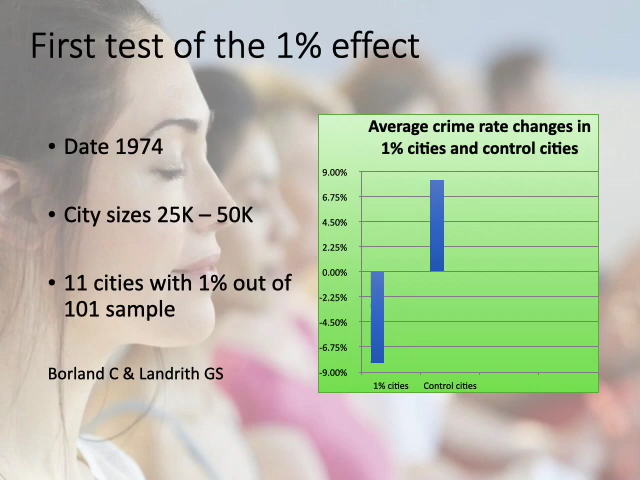 First test of the 1% effect
• Date 1974
• City sizes 25K – 50K
• 11 cities with 1% out of
101 sample
Borland C & Landrith GS
Average crime rate changes in
1% cities and control cities
9.00%
6.75%
4.50%
2.25%
0.00%
-2.25%
-4.50%
-6.75%
-9.00%
1% cities Control cities